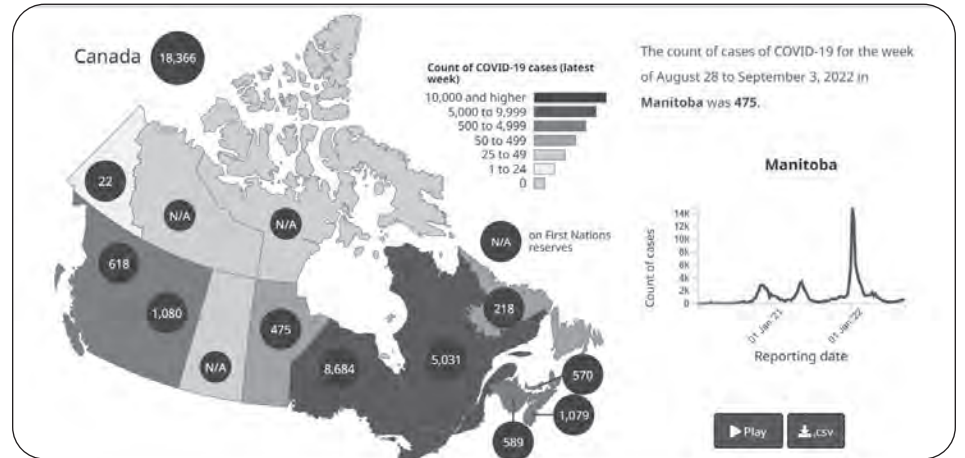 Canada 18,366
Count of COVID-19 cases (latest
week)
10,000 and higher
5,000 to 9,999
500 to 4,999
50 to 499
25 to 49
1 to 24
0
22
N/A
N/A
N/A
on First Nations
reserves
618
1,080
N/A
475
8,684
5,031
218
570
1,079
589
The count of cases of COVID-19 for the week
of August 28 to September 3, 2022 in
Manitoba was 475.
Manitoba
Count of cases
14k
12k
10k
8k
6k
4k
2k
0
01 Jan'21
01 Jan'22
Reporting date
Play
.csv